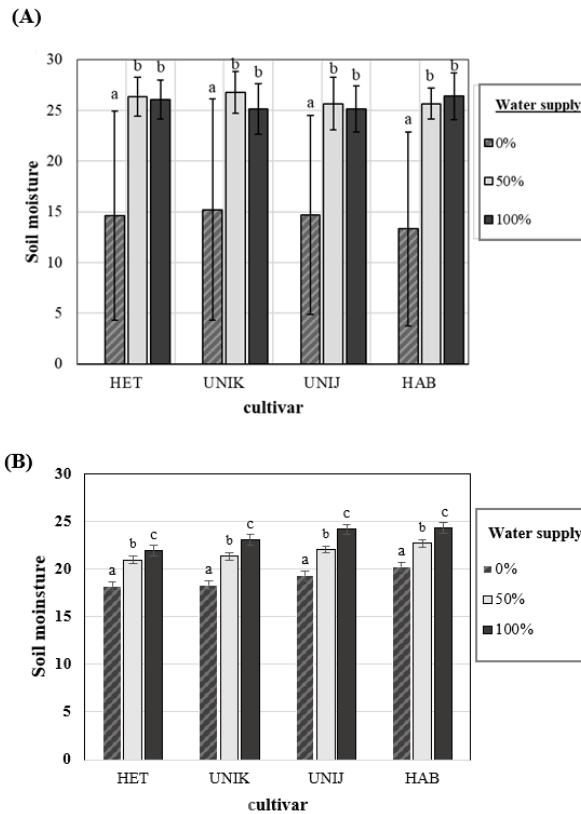 (A)
30
25
20
15
10
5
0
Soil moisture
a b b
a b b
a b b
a b b
HET UNIK UNIJ HAB
cultivar
Water supply
0%
50%
100%
(B)
30
25
20
15
10
5
0
Soil moinsture
a b c
a b c
a b c
a b c
HET UNIK UNIJ HAB
cultivar
Water supply
0%
50%
100%